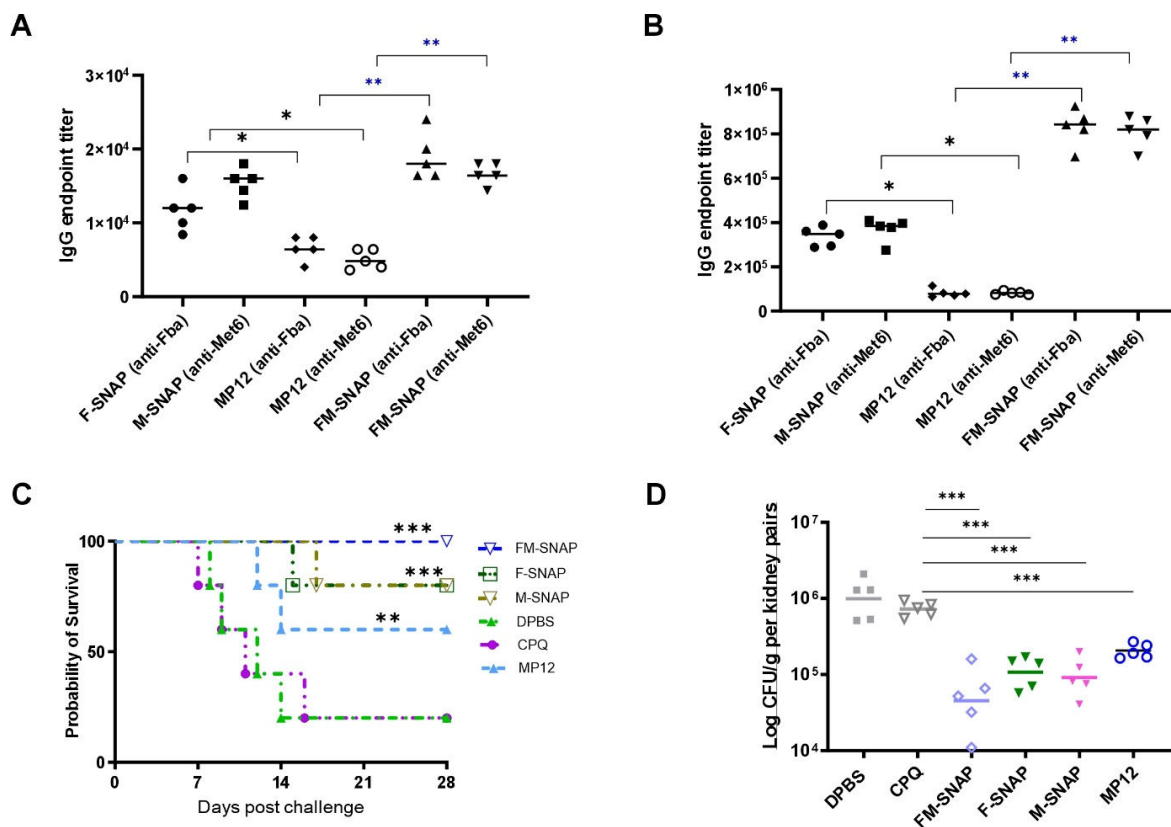 A
IgG endpoint titer
3×10⁴
2×10⁴
1×10⁴
0
*
*
**
**
F-SNAP (anti-Fba)
M-SNAP (anti-Met6)
MP12 (anti-Fba)
MP12 (anti-Met6)
FM-SNAP (anti-Fba)
FM-SNAP (anti-Met6)
B
IgG endpoint titer
1×10⁶
8×10⁵
6×10⁵
4×10⁵
2×10⁵
0
*
*
**
**
F-SNAP (anti-Fba)
M-SNAP (anti-Met6)
MP12 (anti-Fba)
MP12 (anti-Met6)
FM-SNAP (anti-Fba)
FM-SNAP (anti-Met6)
C
Probability of Survival
100
50
0
0 7 14 21 28
Days post challenge
***
***
**
FM-SNAP
F-SNAP
M-SNAP
DPBS
CPQ
MP12
D
Log CFU/g per kidney pairs
10⁷
10⁶
10⁵
10⁴
***
***
***
***
DPBS
CPQ
FM-SNAP
F-SNAP
M-SNAP
MP12